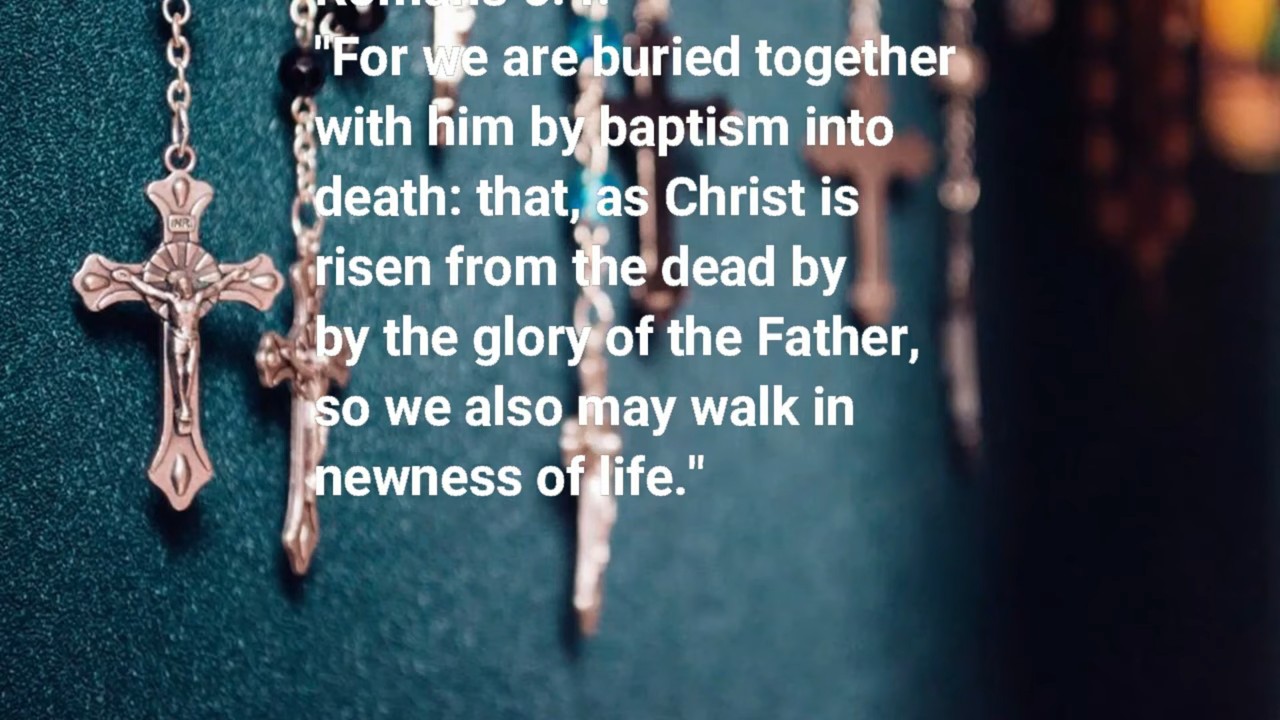 Romans
"For we are buried together
with him by baptism into
death: that, as Christ is
risen from the dead by
by the glory of the Father,
so we also may walk in
newness of life."